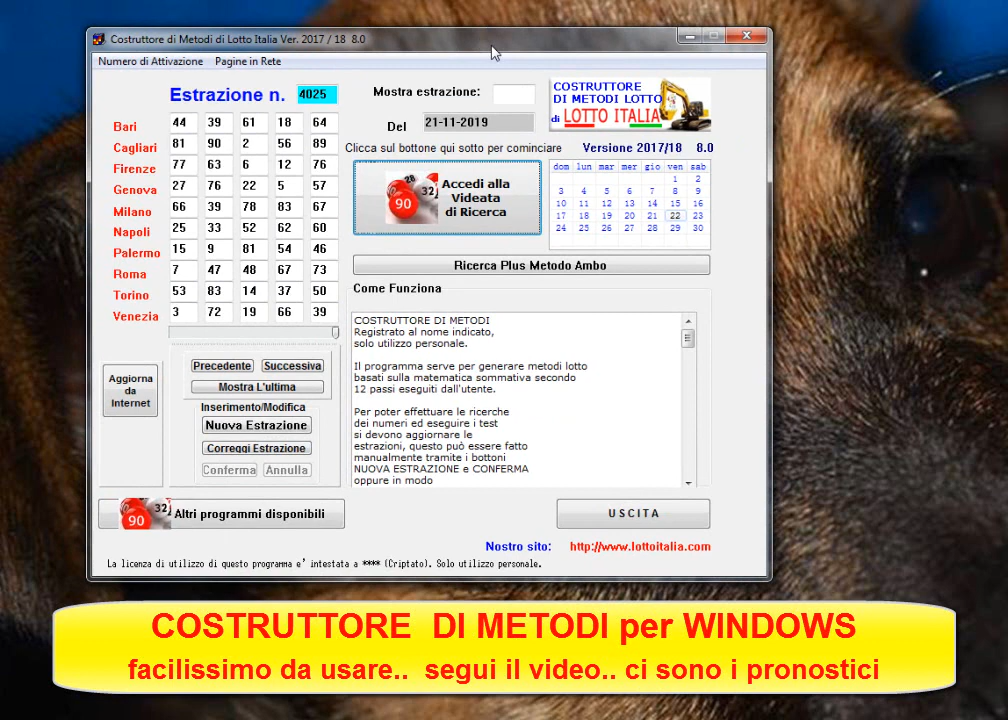 Costruttore di Metodi di Lotto Italia Ver. 2017 / 18 8.0
Numero di Attivazione Pagine in Rete
Estrazione n. 4025
Bari 44 39 61 18 64
Cagliari 81 90 2 56 89
Firenze 77 63 6 12 76
Genova 27 76 22 5 57
Milano 66 39 78 83 67
Napoli 25 33 52 62 60
Palermo 15 9 81 54 46
Roma 7 47 48 67 73
Torino 53 83 14 37 50
Venezia 3 72 19 66 39
Mostra estrazione:
Del 21-11-2019
Clicca sul bottone qui sotto per cominciare
28 32 90
Accedi alla
Videata
di Ricerca
COSTRUTTORE
DI METODI LOTTO
di LOTTO ITALIA
Versione 2017/18 8.0
dom lun mar mer gio ven sab
1 2
3 4 5 6 7 8 9
10 11 12 13 14 15 16
17 18 19 20 21 22 23
24 25 26 27 28 29 30
Ricerca Plus Metodo Ambo
Come Funziona
COSTRUTTORE DI METODI
Registrato al nome indicato,
solo utilizzo personale.
Il programma serve per generare metodi lotto
basati sulla matematica sommativa secondo
12 passi eseguiti dall'utente.
Per poter effettuare le ricerche
dei numeri ed eseguire i test
si devono aggiornare le
estrazioni, questo può essere fatto
manualmente tramite i bottoni
NUOVA ESTRAZIONE e CONFERMA
oppure in modo
Aggiorna
da
Internet
Precedente Successiva
Mostra L'ultima
Inserimento/Modifica
Nuova Estrazione
Correggi Estrazione
Conferma Annulla
32 90
Altri programmi disponibili
USCITA
Nostro sito: http://www.lottoitalia.com
La licenza di utilizzo di questo programma e' intestata a **** (Criptato). Solo utilizzo personale.
COSTRUTTORE DI METODI per WINDOWS
facilissimo da usare.. segui il video.. ci sono i pronostici